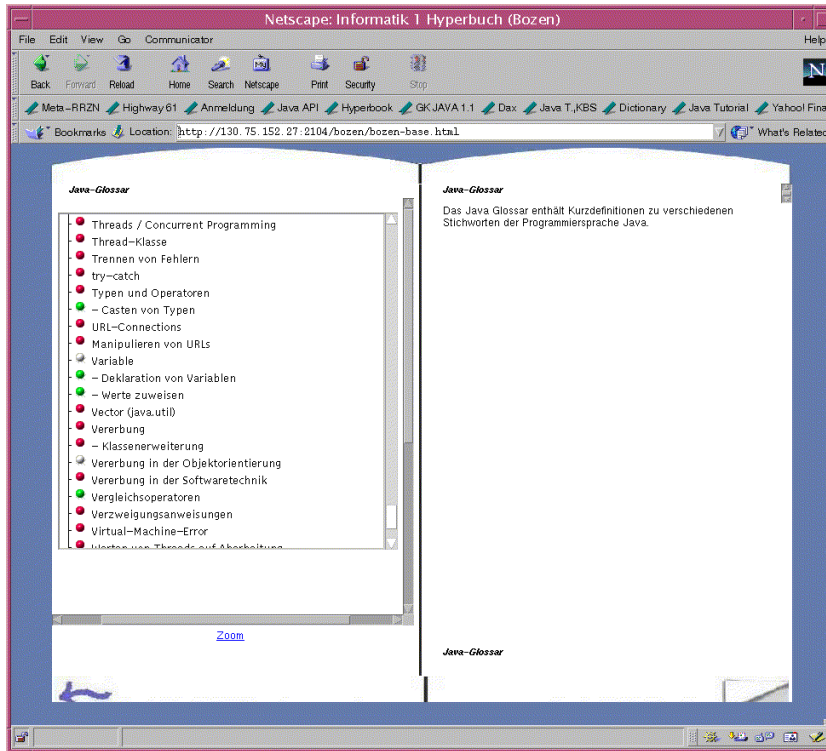 Netscape: Informatik 1 Hyperbuch (Bozen)
File Edit View Go Communicator Help
Back Forward Reload Home Search Netscape Print Security Stop
Meta-RRZN Highway 61 Anmeldung Java API Hyperbook GK JAVA 1.1 Dax Java T.,KBS Dictionary Java Tutorial Yahoo! Fina
Bookmarks Location: http://130.75.152.27:2104/bozen/bozen-base.html What's Related
Java-Glossar
Threads / Concurrent Programming
Thread-Klasse
Trennen von Fehlern
try-catch
Typen und Operatoren
- Casten von Typen
URL-Connections
Manipulieren von URLs
Variable
- Deklaration von Variablen
- Werte zuweisen
Vector (java.util)
Vererbung
- Klassenerweiterung
Vererbung in der Objektorientierung
Vererbung in der Softwaretechnik
Vergleichsoperatoren
Verzweigungsanweisungen
Virtual-Machine-Error
Zoom
Java-Glossar
Das Java Glossar enthält Kurzdefinitionen zu verschiedenen
Stichworten der Programmiersprache Java.
Java-Glossar